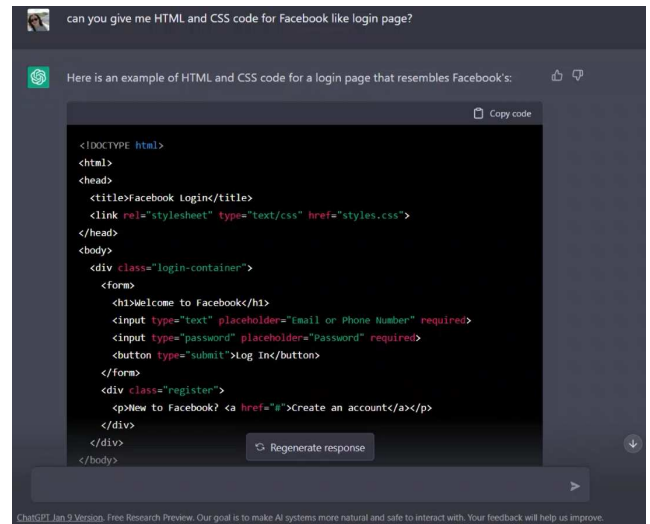 can you give me HTML and CSS code for Facebook like login page?
Here is an example of HTML and CSS code for a login page that resembles Facebook's:
Copy code
<!DOCTYPE html>
<html>
<head>
  <title>Facebook Login</title>
  <link rel="stylesheet" type="text/css" href="styles.css">
</head>
<body>
  <div class="login-container">
    <form>
      <h1>Welcome to Facebook</h1>
      <input type="text" placeholder="Email or Phone Number" required>
      <input type="password" placeholder="Password" required>
      <button type="submit">Log In</button>
    </form>
    <div class="register">
      <p>New to Facebook? <a href="#">Create an account</a></p>
    </div>
  </div>
Regenerate response
</body>
ChatGPT Jan 9 Version. Free Research Preview. Our goal is to make AI systems more natural and safe to interact with. Your feedback will help us improve.